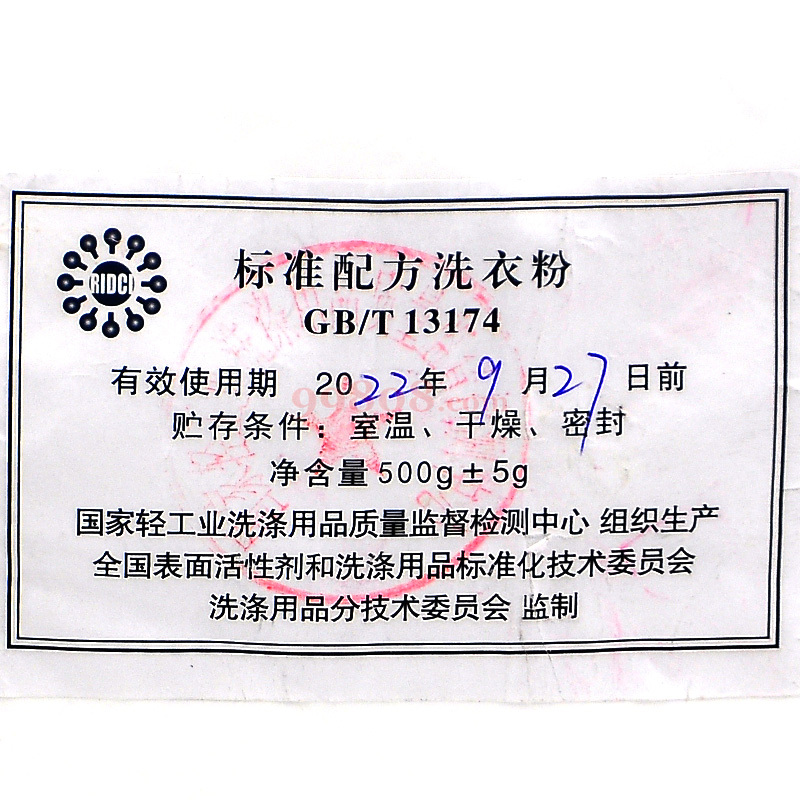 RIDCI
标准配方洗衣粉
GB/T 13174
有效使用期 2022年9月27日前
99808.com
贮存条件：室温、干燥、密封
净含量500g±5g
国家轻工业洗涤用品质量监督检测中心 组织生产
全国表面活性剂和洗涤用品标准化技术委员会
洗涤用品分技术委员会 监制